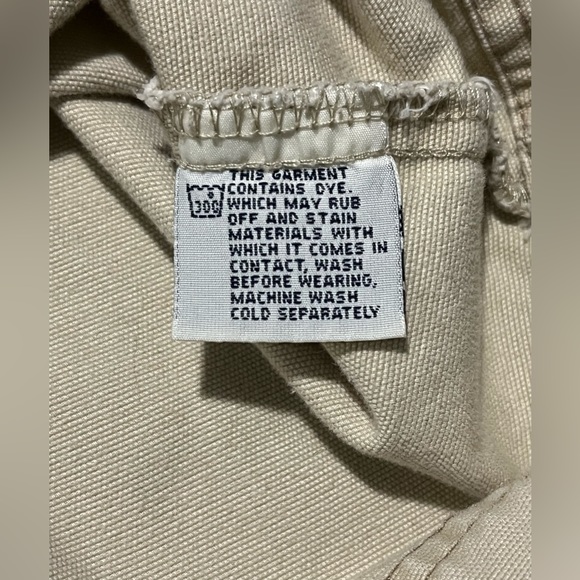 THIS GARMENT
CONTAINS DYE.
WHICH MAY RUB
OFF AND STAIN
MATERIALS WITH
WHICH IT COMES IN
CONTACT, WASH
BEFORE WEARING,
MACHINE WASH
COLD SEPARATELY